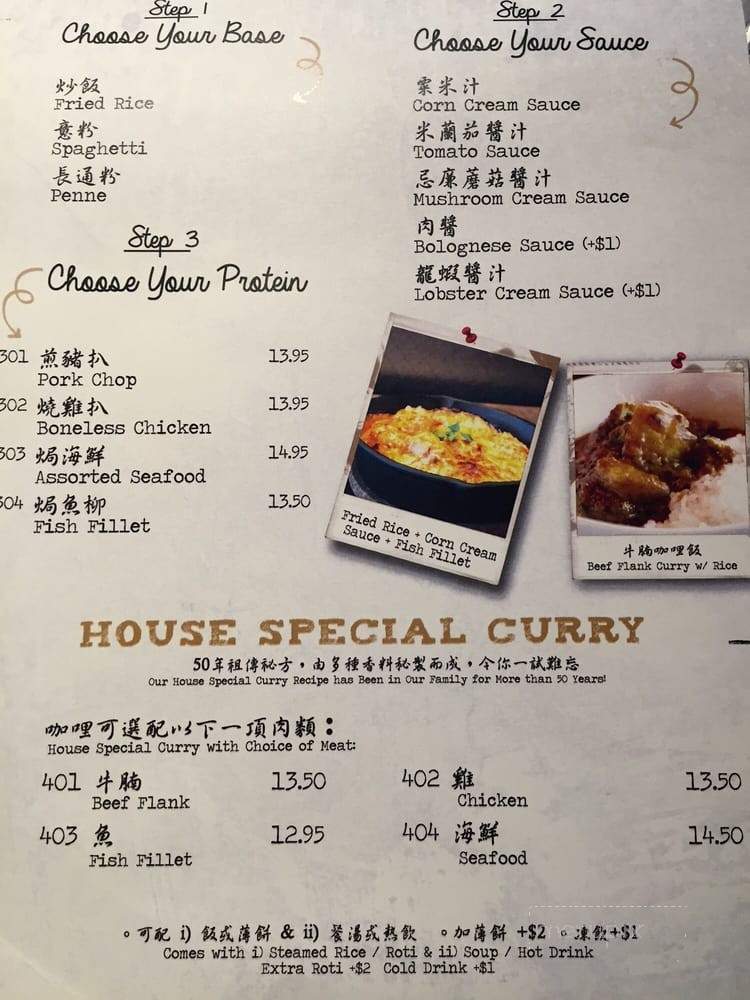 Step 1
Choose Your Base
炒飯
Fried Rice
意粉
Spaghetti
長通粉
Penne
Step 2
Choose Your Sauce
粟米汁
Corn Cream Sauce
米蘭茄醬汁
Tomato Sauce
忌廉蘑菇醬汁
Mushroom Cream Sauce
肉醬
Bolognese Sauce (+$1)
龍蝦醬汁
Lobster Cream Sauce (+$1)
Step 3
Choose Your Protein
301 煎豬扒 13.95
Pork Chop
302 燒雞扒 13.95
Boneless Chicken
303 焗海鮮 14.95
Assorted Seafood
304 焗魚柳 13.50
Fish Fillet
Fried Rice + Corn Cream
Sauce + Fish Fillet
牛腩咖哩飯
Beef Flank Curry w/ Rice
HOUSE SPECIAL CURRY
50年祖傳祕方，由多種香料秘製而成，令你一試難忘
Our House Special Curry Recipe has Been in Our Family for More than 50 Years!
咖哩可選配以下一項肉類：
House Special Curry with Choice of Meat:
401 牛腩 13.50
Beef Flank
402 雞 13.50
Chicken
403 魚 12.95
Fish Fillet
404 海鮮 14.50
Seafood
。可配 i) 飯或薄餅 & ii) 餐湯或熱飲 。加薄餅 +$2 。凍飲+$1
Comes with i) Steamed Rice / Roti & ii) Soup / Hot Drink
Extra Roti +$2 Cold Drink +$1